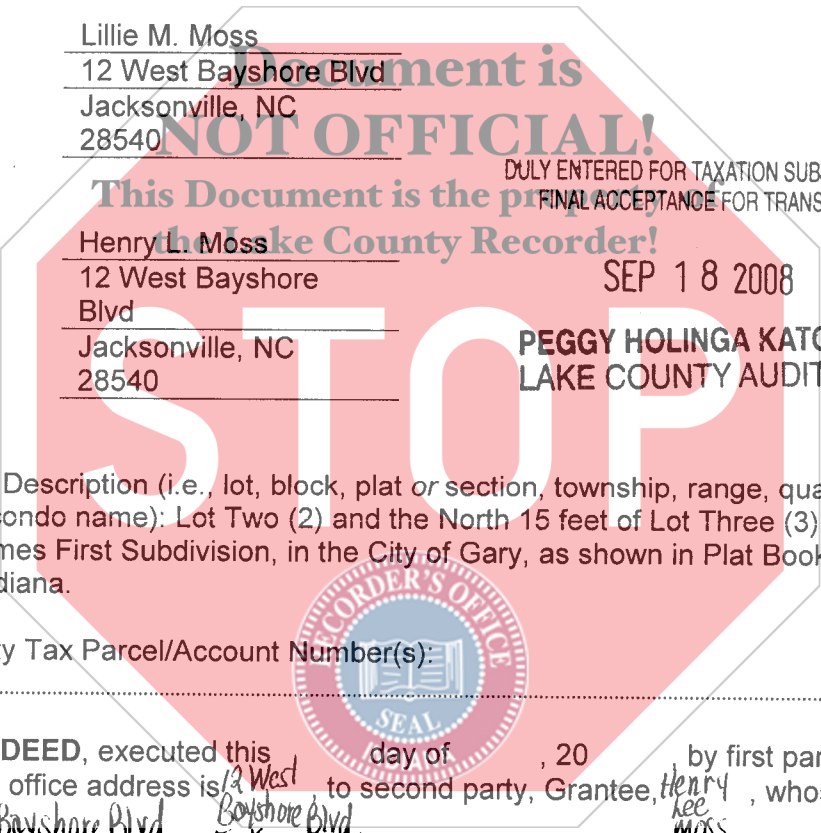 Lillie M. Moss
12 West Bayshore Blvd
Jacksonville, NC
28540
Document is
NOT OFFICIAL!
This Document is the property of
the Lake County Recorder!
DULY ENTERED FOR TAXATION SUB
FINAL ACCEPTANCE FOR TRANS
Henry L. Moss
12 West Bayshore
Blvd
Jacksonville, NC
28540
SEP 18 2008
PEGGY HOLINGA KATO
LAKE COUNTY AUDIT
STOP
Description (i.e., lot, block, plat or section, township, range, qua
ondo name): Lot Two (2) and the North 15 feet of Lot Three (3)
mes First Subdivision, in the City of Gary, as shown in Plat Book
diana.
RECORDER'S OFFICE
SEAL
y Tax Parcel/Account Number(s):
DEED, executed this day of , 20 , by first par
office address is 12 West , to second party, Grantee, Henry , whos
Lee
Bayshore Blvd Bayshore Blvd Moss